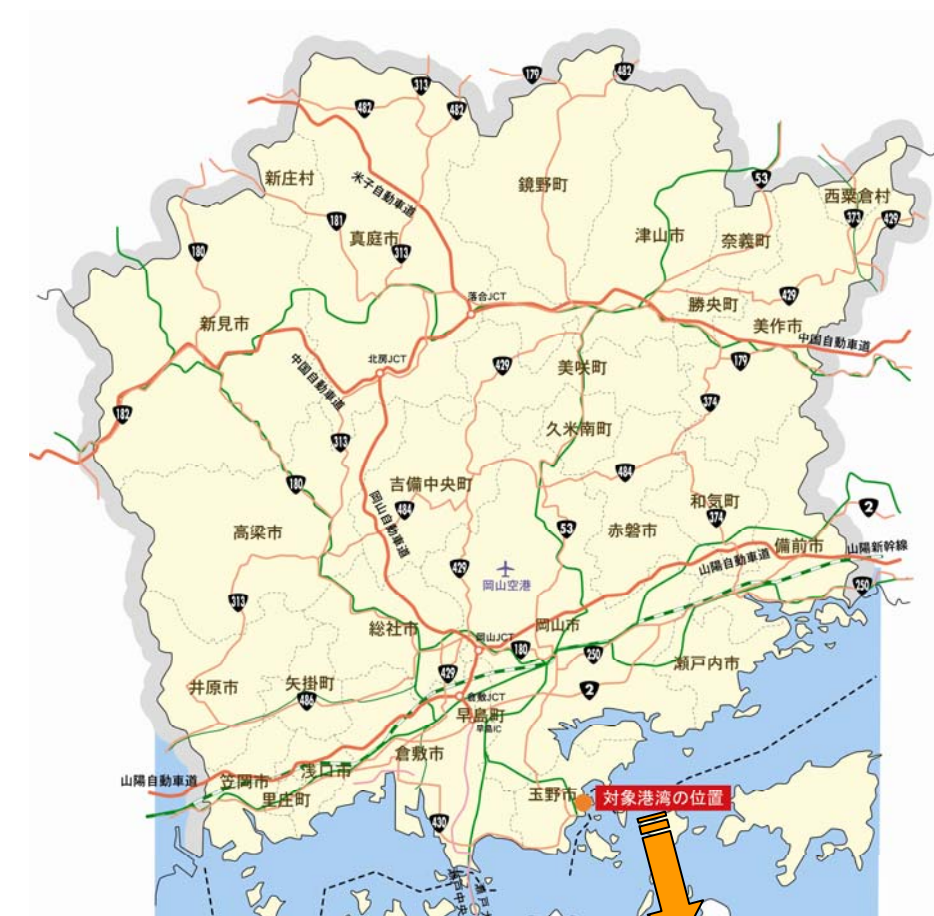 179
482
313
482
482
53
新庄村
米子自動車道
鏡野町
西粟倉村
373
429
181
真庭市
313
津山市
奈義町
180
落合JCT
429
勝央町
新見市
美作市
中国自動車道
北房JCT
中国自動車道
429
美咲町
179
182
374
313
久米南町
180
吉備中央町
484
484
和気町
374
2
高梁市
岡山自動車道
53
赤磐市
備前市
山陽新幹線
山陽自動車道
429
岡山空港
250
313
総社市
岡山市
岡山JCT
180
250
瀬戸内市
429
井原市
矢掛町
486
倉敷JCT
2
早島町
早島IC
倉敷市
山陽自動車道
笠岡市
浅口市
里庄町
玉野市
対象港湾の位置
430
瀬戸中央
瀬戸大